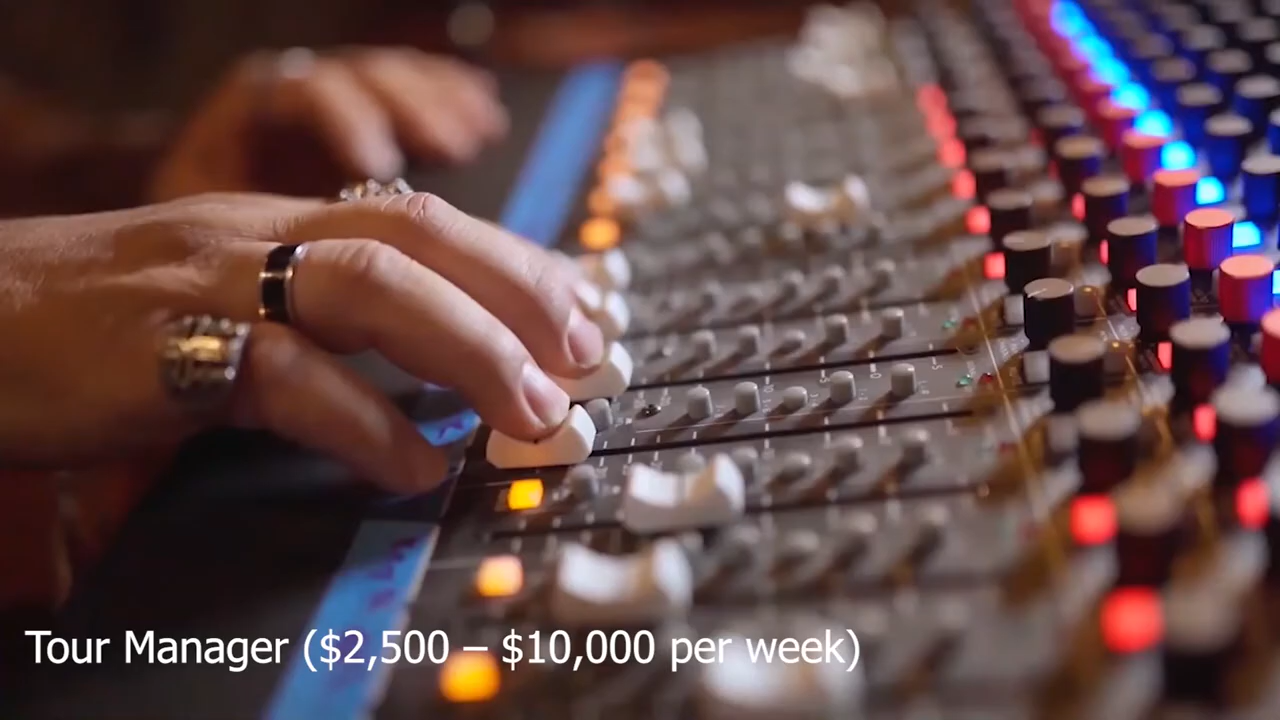 Tour Manager ($2,500 – $10,000 per week)